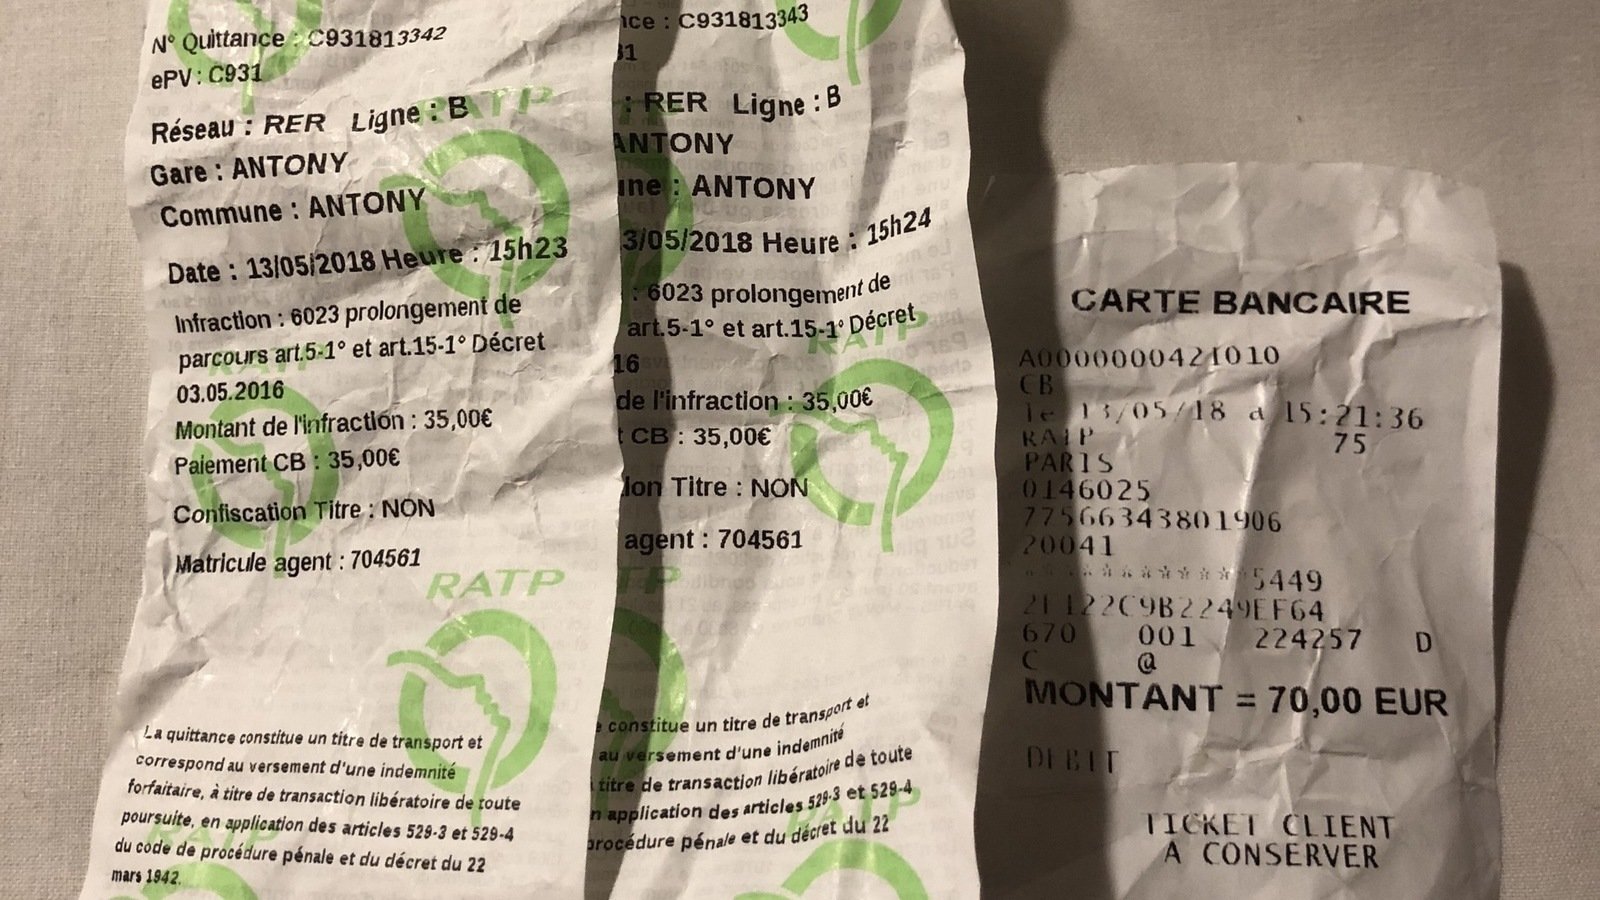 N° Quittance : C931813342
ePV : C931
Réseau : RER Ligne : B
Gare : ANTONY
Commune : ANTONY
Date : 13/05/2018 Heure : 15h23
Infraction : 6023 prolongement de
parcours art.5-1° et art.15-1° Décret
03.05.2016
Montant de l'infraction : 35,00€
Paiement CB : 35,00€
Confiscation Titre : NON
Matricule agent : 704561
RATP
La quittance constitue un titre de transport et
correspond au versement d'une indemnité
forfaitaire, à titre de transaction libératoire de toute
poursuite, en application des articles 529-3 et 529-4
du code de procédure pénale et du décret du 22
mars 1942.
nce : C931813343
31
: RER Ligne : B
ANTONY
une : ANTONY
3/05/2018 Heure : 15h24
: 6023 prolongement de
art.5-1° et art.15-1° Décret
16
de l'infraction : 35,00€
t CB : 35,00€
ion Titre : NON
agent : 704561
RATP
e constitue un titre de transport et
au versement d'une indemnité
titre de transaction libératoire de toute
n application des articles 529-3 et 529-4
procédure pénale et du décret du 22
CARTE BANCAIRE
A0000000421010
CB
le 13/05/18 a 15:21:36
RATP 75
PARIS
0146025
77566343801906
20041
************5449
2F122C9B2249EF64
670 001 224257 D
C @
MONTANT = 70,00 EUR
DEBIT
TICKET CLIENT
A CONSERVER